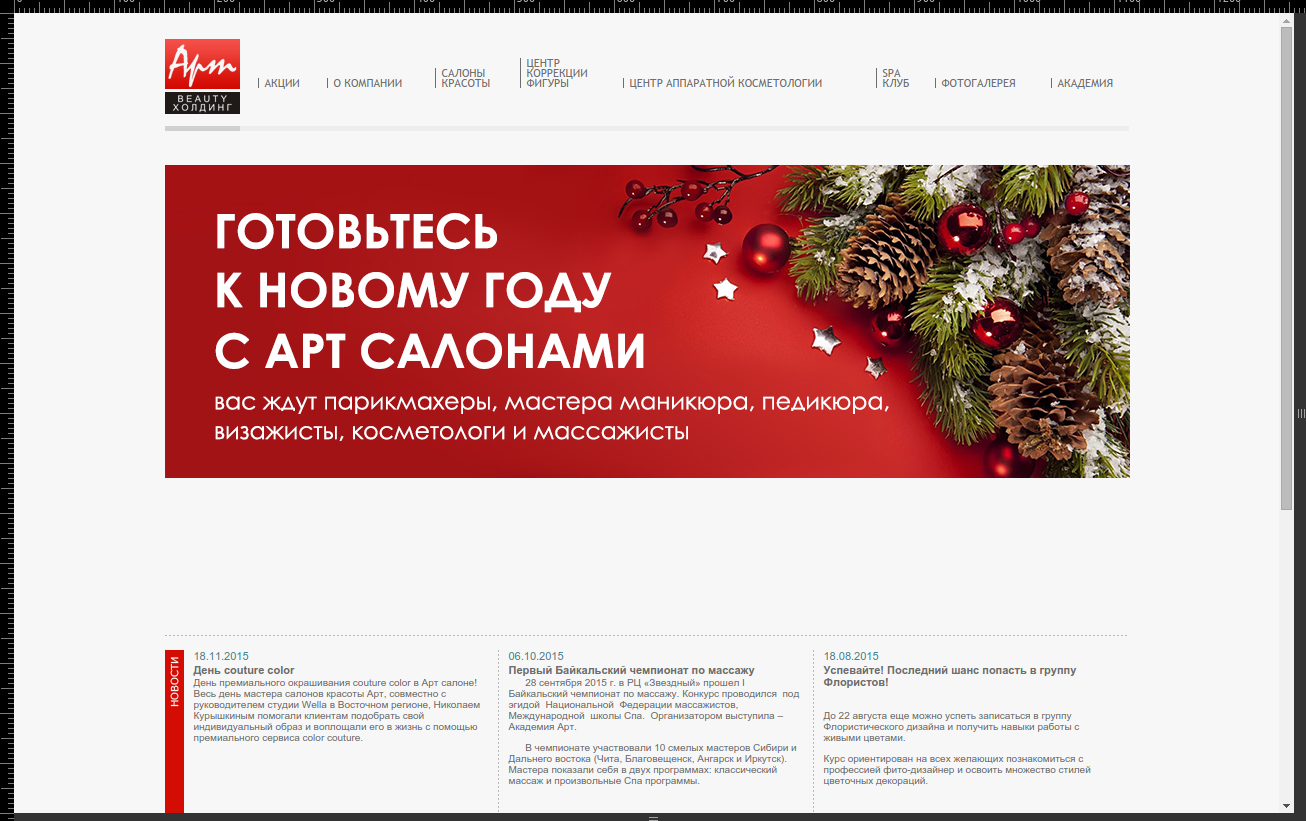 Арт
BEAUTY
ХОЛДИНГ
АКЦИИ
О КОМПАНИИ
САЛОНЫ
КРАСОТЫ
ЦЕНТР
КОРРЕКЦИИ
ФИГУРЫ
ЦЕНТР АППАРАТНОЙ КОСМЕТОЛОГИИ
SPA
КЛУБ
ФОТОГАЛЕРЕЯ
АКАДЕМИЯ
ГОТОВЬТЕСЬ
К НОВОМУ ГОДУ
С АРТ САЛОНАМИ
вас ждут парикмахеры, мастера маникюра, педикюра,
визажисты, косметологи и массажисты
НОВОСТИ
18.11.2015
День couture color
День премиального окрашивания couture color в Арт салоне!
Весь день мастера салонов красоты Арт, совместно с
руководителем студии Wella в Восточном регионе, Николаем
Курышкиным помогали клиентам подобрать свой
индивидуальный образ и воплощали его в жизнь с помощью
премиального сервиса color couture.
06.10.2015
Первый Байкальский чемпионат по массажу
28 сентября 2015 г. в РЦ «Звездный» прошел I
Байкальский чемпионат по массажу. Конкурс проводился под
эгидой Национальной Федерации массажистов,
Международной школы Спа. Организатором выступила –
Академия Арт.
В чемпионате участвовали 10 смелых мастеров Сибири и
Дальнего востока (Чита, Благовещенск, Ангарск и Иркутск).
Мастера показали себя в двух программах: классический
массаж и произвольные Спа программы.
18.08.2015
Успевайте! Последний шанс попасть в группу
Флористов!
До 22 августа еще можно успеть записаться в группу
Флористического дизайна и получить навыки работы с
живыми цветами.
Курс ориентирован на всех желающих познакомиться с
профессией фито-дизайнер и освоить множество стилей
цветочных декораций.